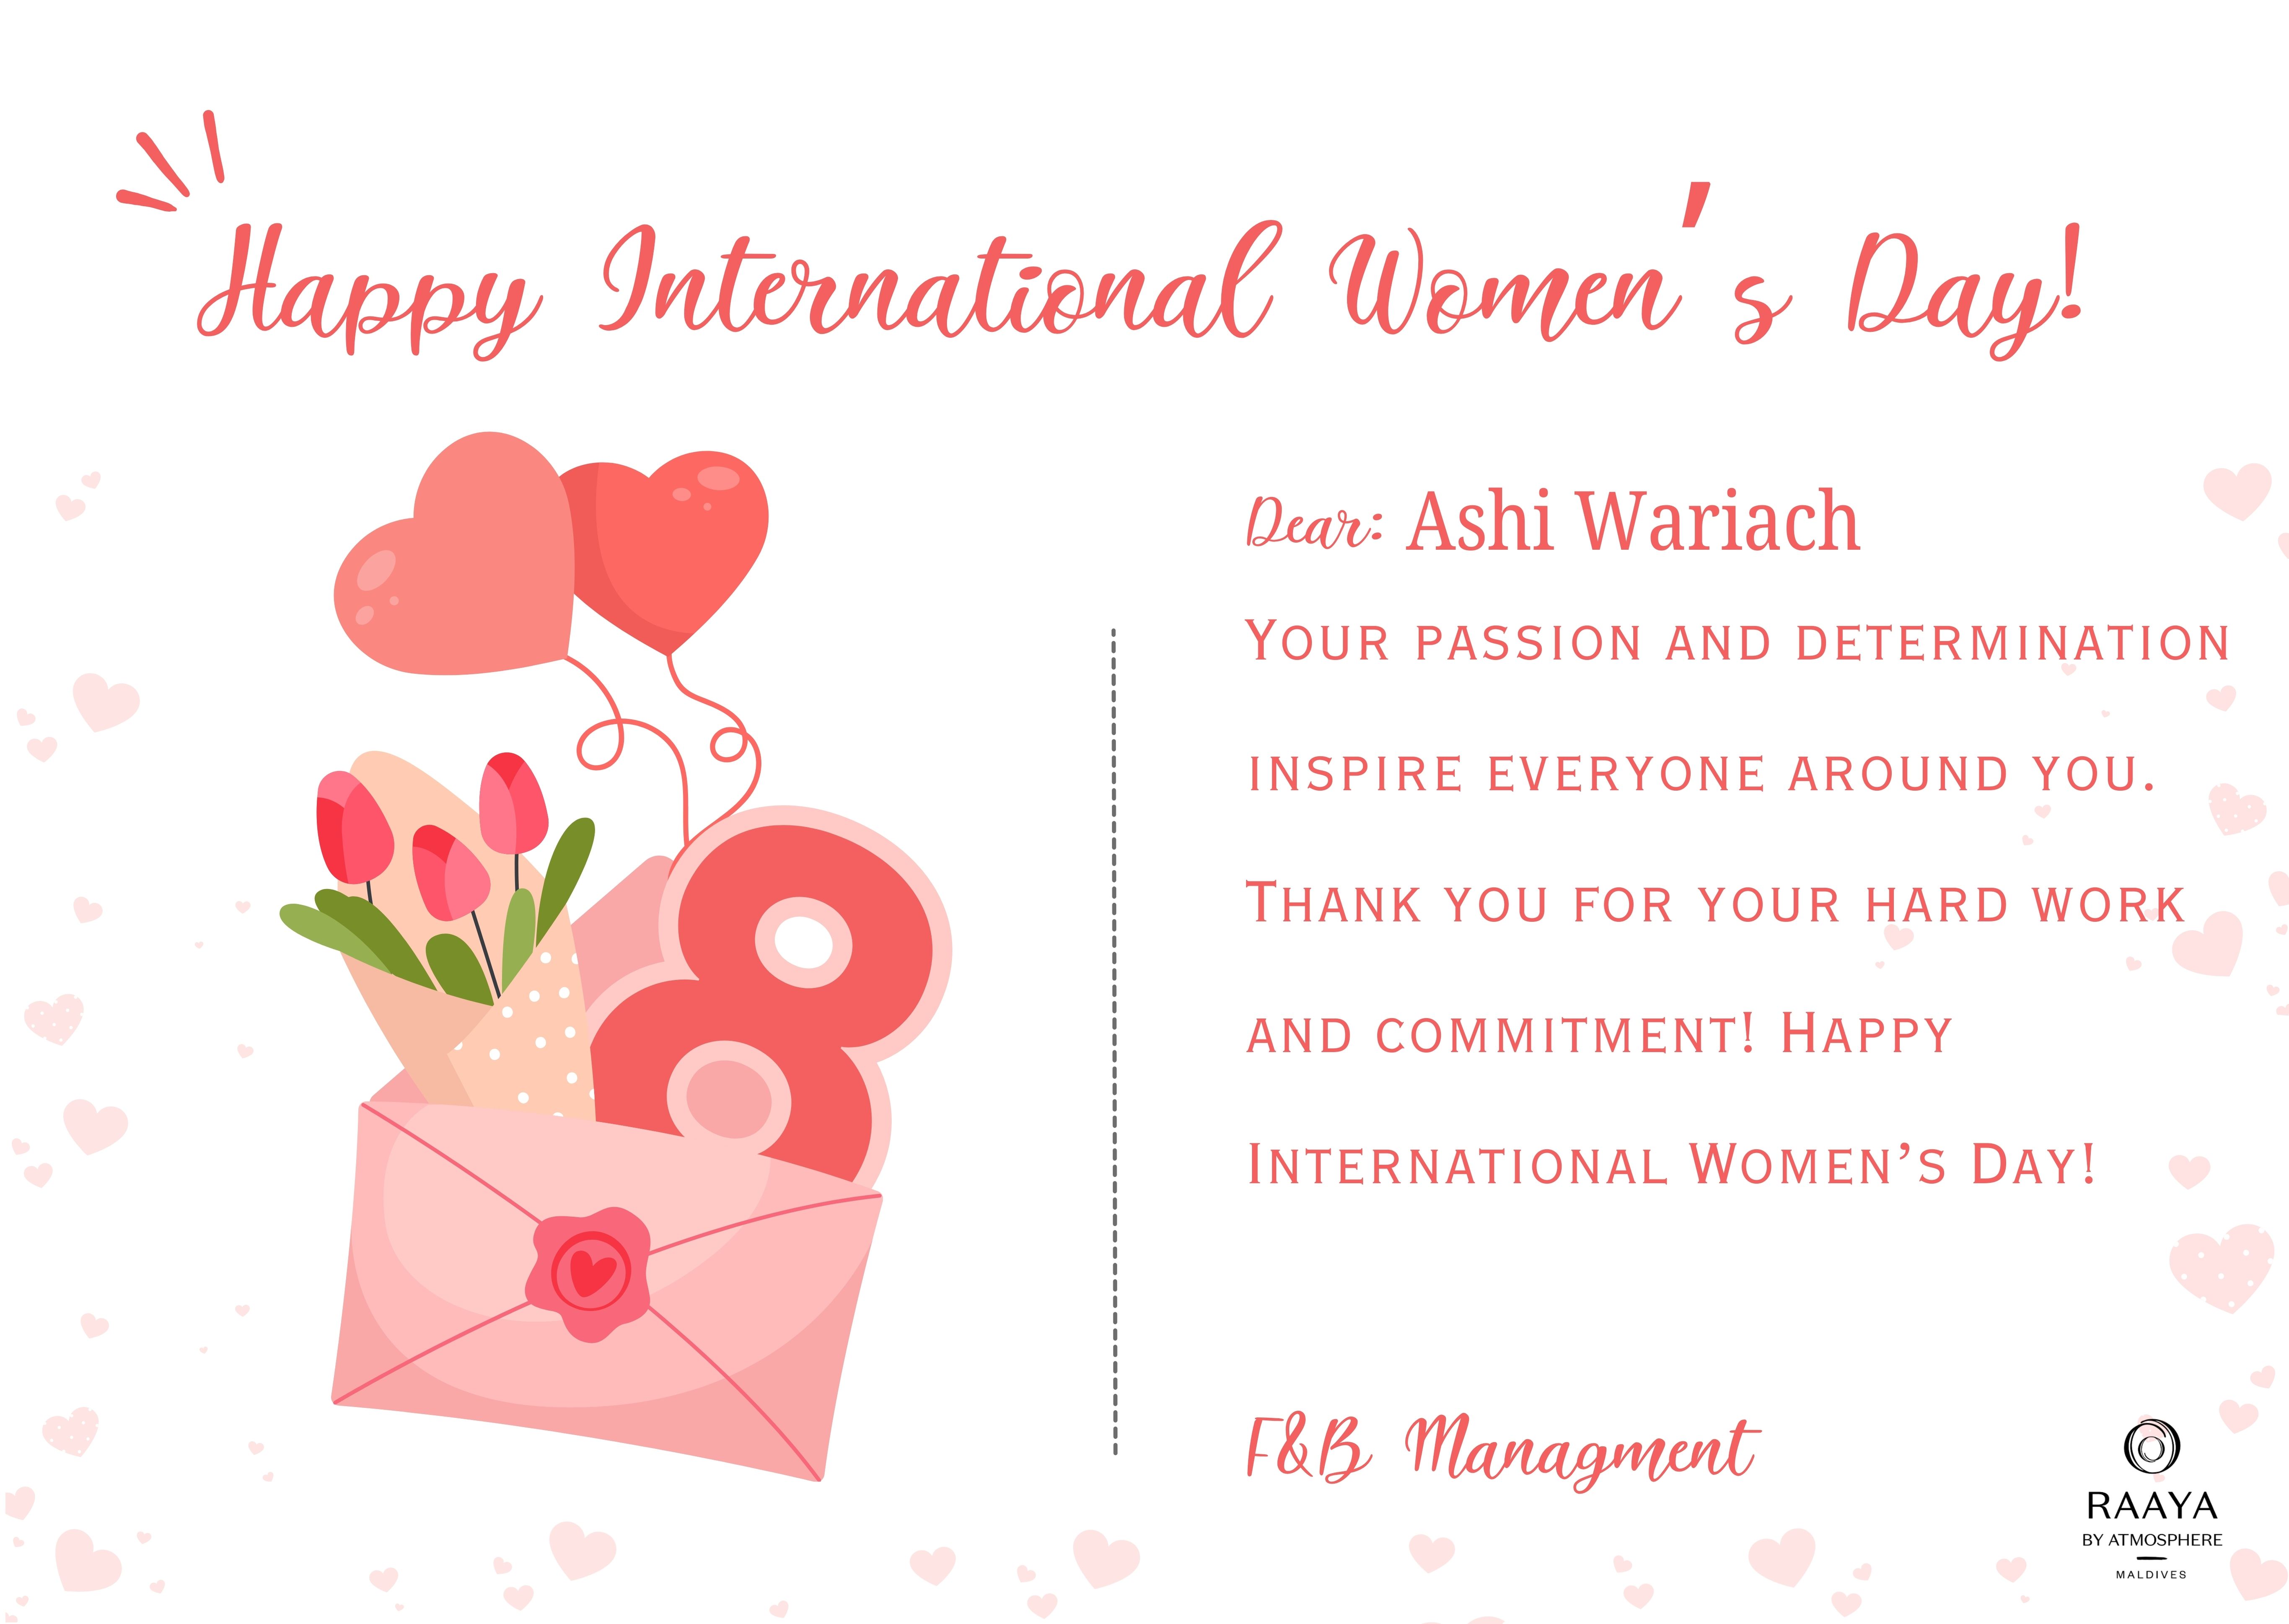 Happy International Women's Day!
Dear: Ashi Wariach
Your passion and determination
inspire everyone around you.
Thank you for your hard work
and commitment! Happy
International Women’s Day!
F&B Managment
RAAYA
BY ATMOSPHERE
MALDIVES